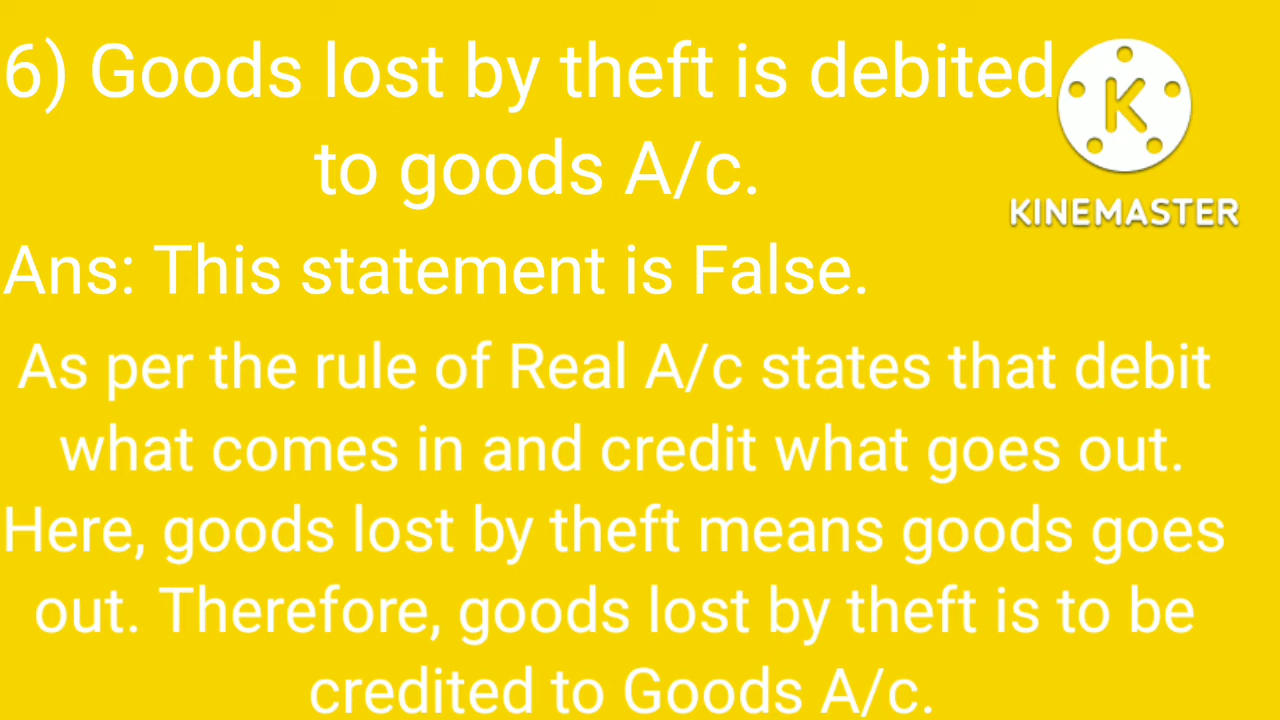 6) Goods lost by theft is debited
to goods A/c.
KINEMASTER
Ans: This statement is False.
As per the rule of Real A/c states that debit
what comes in and credit what goes out.
Here, goods lost by theft means goods goes
out. Therefore, goods lost by theft is to be
credited to Goods A/c.